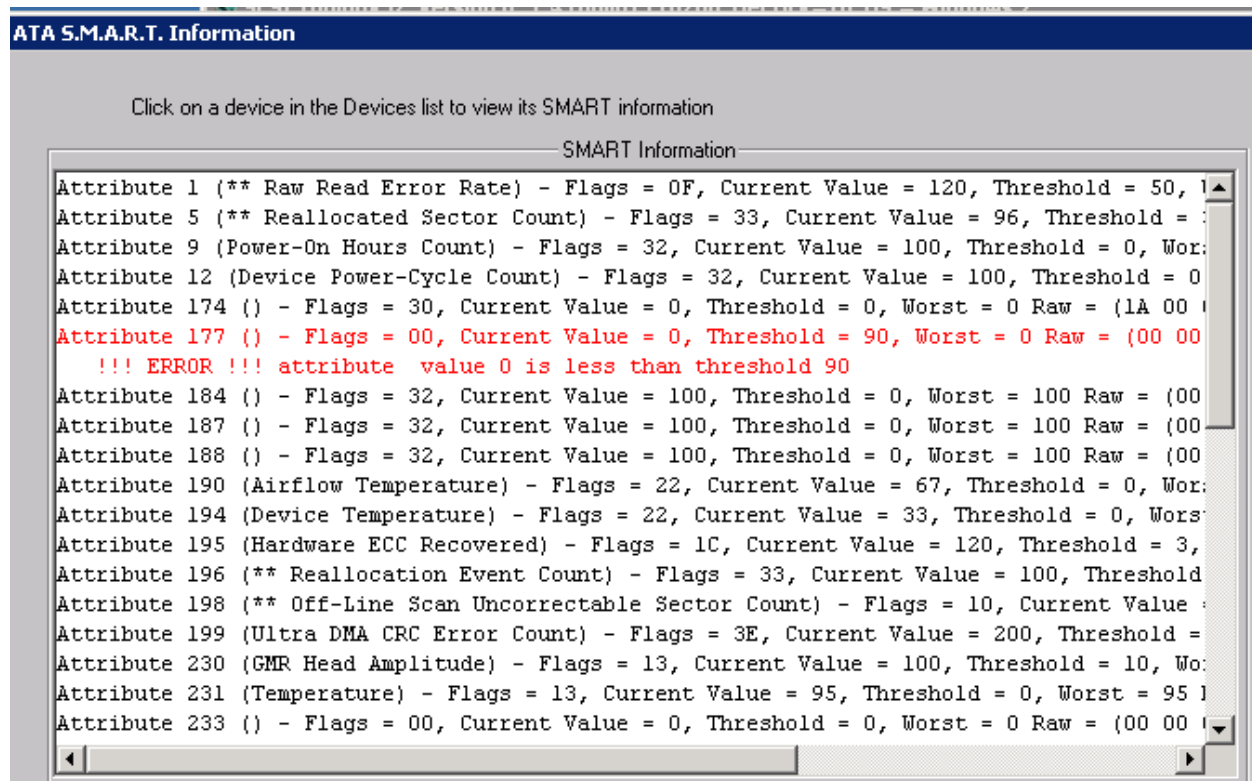 ATA S.M.A.R.T. Information
Click on a device in the Devices list to view its SMART information
SMART Information
Attribute 1 (** Raw Read Error Rate) - Flags = 0F, Current Value = 120, Threshold = 50,
Attribute 5 (** Reallocated Sector Count) - Flags = 33, Current Value = 96, Threshold =
Attribute 9 (Power-On Hours Count) - Flags = 32, Current Value = 100, Threshold = 0, Wor
Attribute 12 (Device Power-Cycle Count) - Flags = 32, Current Value = 100, Threshold = 0
Attribute 174 () - Flags = 30, Current Value = 0, Threshold = 0, Worst = 0 Raw = (1A 00
Attribute 177 () - Flags = 00, Current Value = 0, Threshold = 90, Worst = 0 Raw = (00 00
!!! ERROR !!! attribute value 0 is less than threshold 90
Attribute 184 () - Flags = 32, Current Value = 100, Threshold = 0, Worst = 100 Raw = (00
Attribute 187 () - Flags = 32, Current Value = 100, Threshold = 0, Worst = 100 Raw = (00
Attribute 188 () - Flags = 32, Current Value = 100, Threshold = 0, Worst = 100 Raw = (00
Attribute 190 (Airflow Temperature) - Flags = 22, Current Value = 67, Threshold = 0, Wor
Attribute 194 (Device Temperature) - Flags = 22, Current Value = 33, Threshold = 0, Wors
Attribute 195 (Hardware ECC Recovered) - Flags = 1C, Current Value = 120, Threshold = 3,
Attribute 196 (** Reallocation Event Count) - Flags = 33, Current Value = 100, Threshold
Attribute 198 (** Off-Line Scan Uncorrectable Sector Count) - Flags = 10, Current Value
Attribute 199 (Ultra DMA CRC Error Count) - Flags = 3E, Current Value = 200, Threshold =
Attribute 230 (GMR Head Amplitude) - Flags = 13, Current Value = 100, Threshold = 10, Wo
Attribute 231 (Temperature) - Flags = 13, Current Value = 95, Threshold = 0, Worst = 95
Attribute 233 () - Flags = 00, Current Value = 0, Threshold = 0, Worst = 0 Raw = (00 00